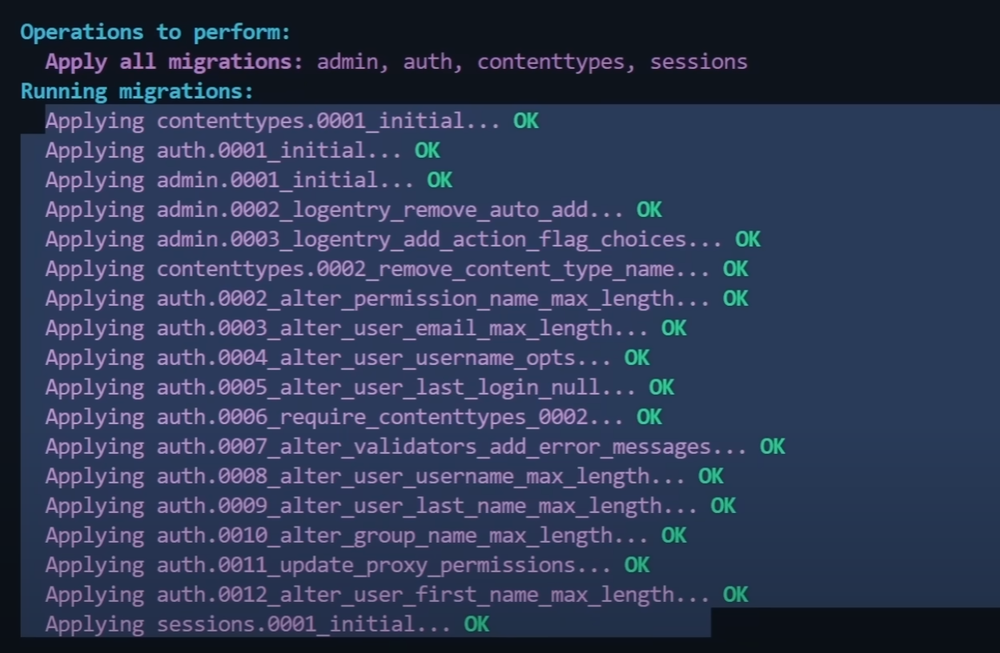 Operations to perform:
Apply all migrations: admin, auth, contenttypes, sessions
Running migrations:
Applying contenttypes.0001_initial... OK
Applying auth.0001_initial... OK
Applying admin.0001_initial... OK
Applying admin.0002_logentry_remove_auto_add... OK
Applying admin.0003_logentry_add_action_flag_choices... OK
Applying contenttypes.0002_remove_content_type_name... OK
Applying auth.0002_alter_permission_name_max_length... OK
Applying auth.0003_alter_user_email_max_length... OK
Applying auth.0004_alter_user_username_opts... OK
Applying auth.0005_alter_user_last_login_null... OK
Applying auth.0006_require_contenttypes_0002... OK
Applying auth.0007_alter_validators_add_error_messages... OK
Applying auth.0008_alter_user_username_max_length... OK
Applying auth.0009_alter_user_last_name_max_length... OK
Applying auth.0010_alter_group_name_max_length... OK
Applying auth.0011_update_proxy_permissions... OK
Applying auth.0012_alter_user_first_name_max_length... OK
Applying sessions.0001_initial... OK